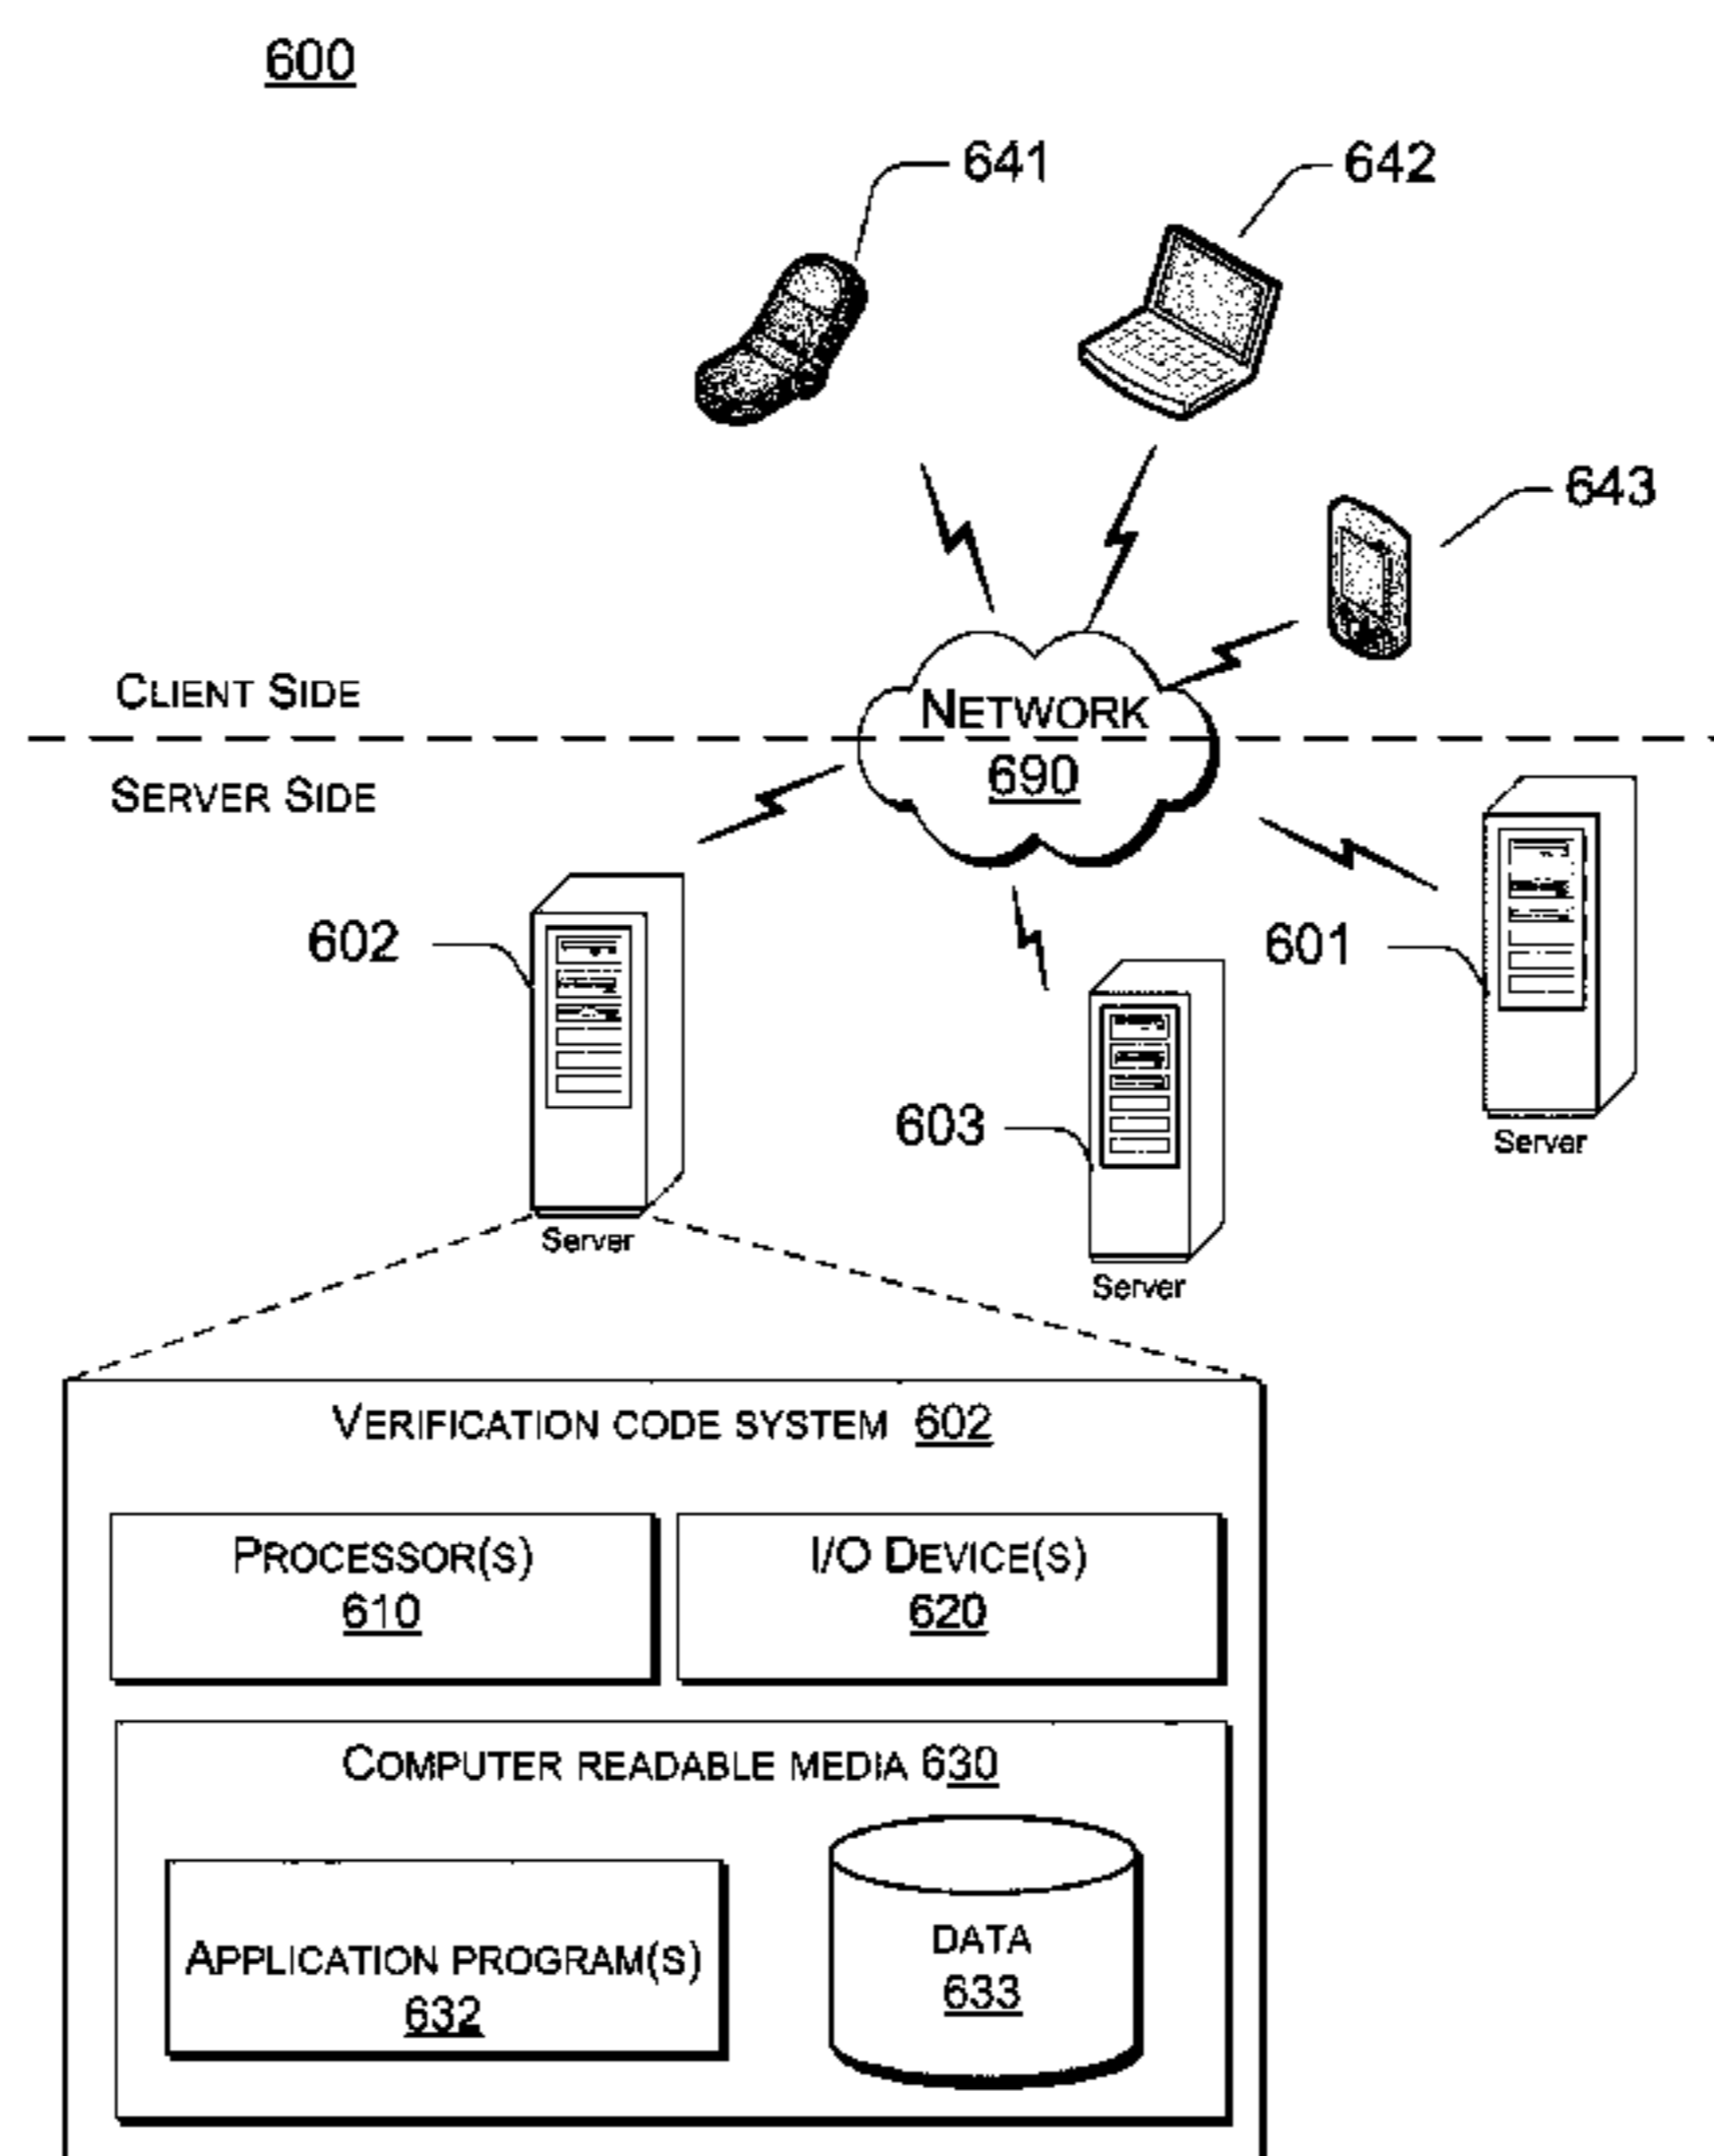 600
641
642
643
CLIENT SIDE
NETWORK
690
SERVER SIDE
602
601
603
Server
Server
Server
VERIFICATION CODE SYSTEM 602
PROCESSOR(S)
610
I/O DEVICE(S)
620
COMPUTER READABLE MEDIA 630
APPLICATION PROGRAM(S)
632
DATA
633